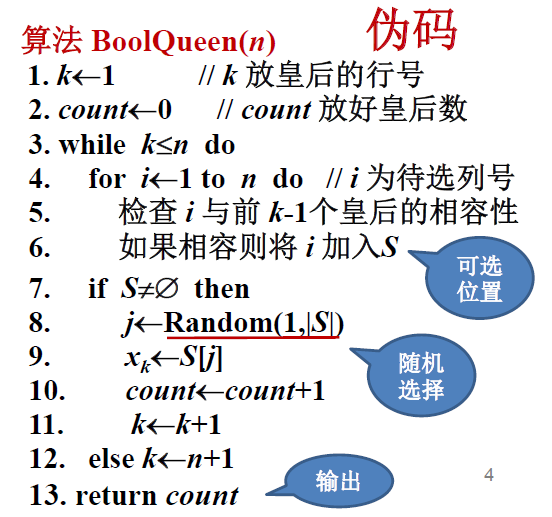 算法 BoolQueen(n)
伪码
1. k←1 // k 放皇后的行号
2. count←0 // count 放好皇后数
3. while k≤n do
4. for i←1 to n do // i 为待选列号
5. 检查 i 与前 k-1个皇后的相容性
6. 如果相容则将 i 加入S
可选
位置
7. if S≠∅ then
8. j←Random(1,|S|)
9. xk←S[j]
随机
选择
10. count←count+1
11. k←k+1
12. else k←n+1
13. return count
输出
4